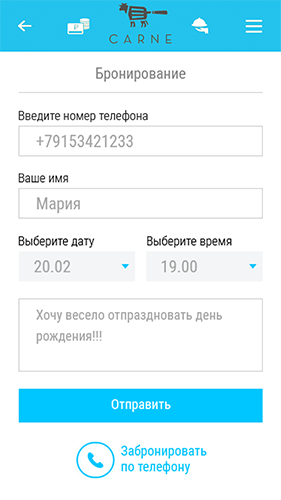 CARNE
Бронирование
Введите номер телефона
+79153421233
Ваше имя
Мария
Выберите дату Выберите время
20.02 19.00
Хочу весело отпраздновать день
рождения!!!
Отправить
Забронировать
по телефону